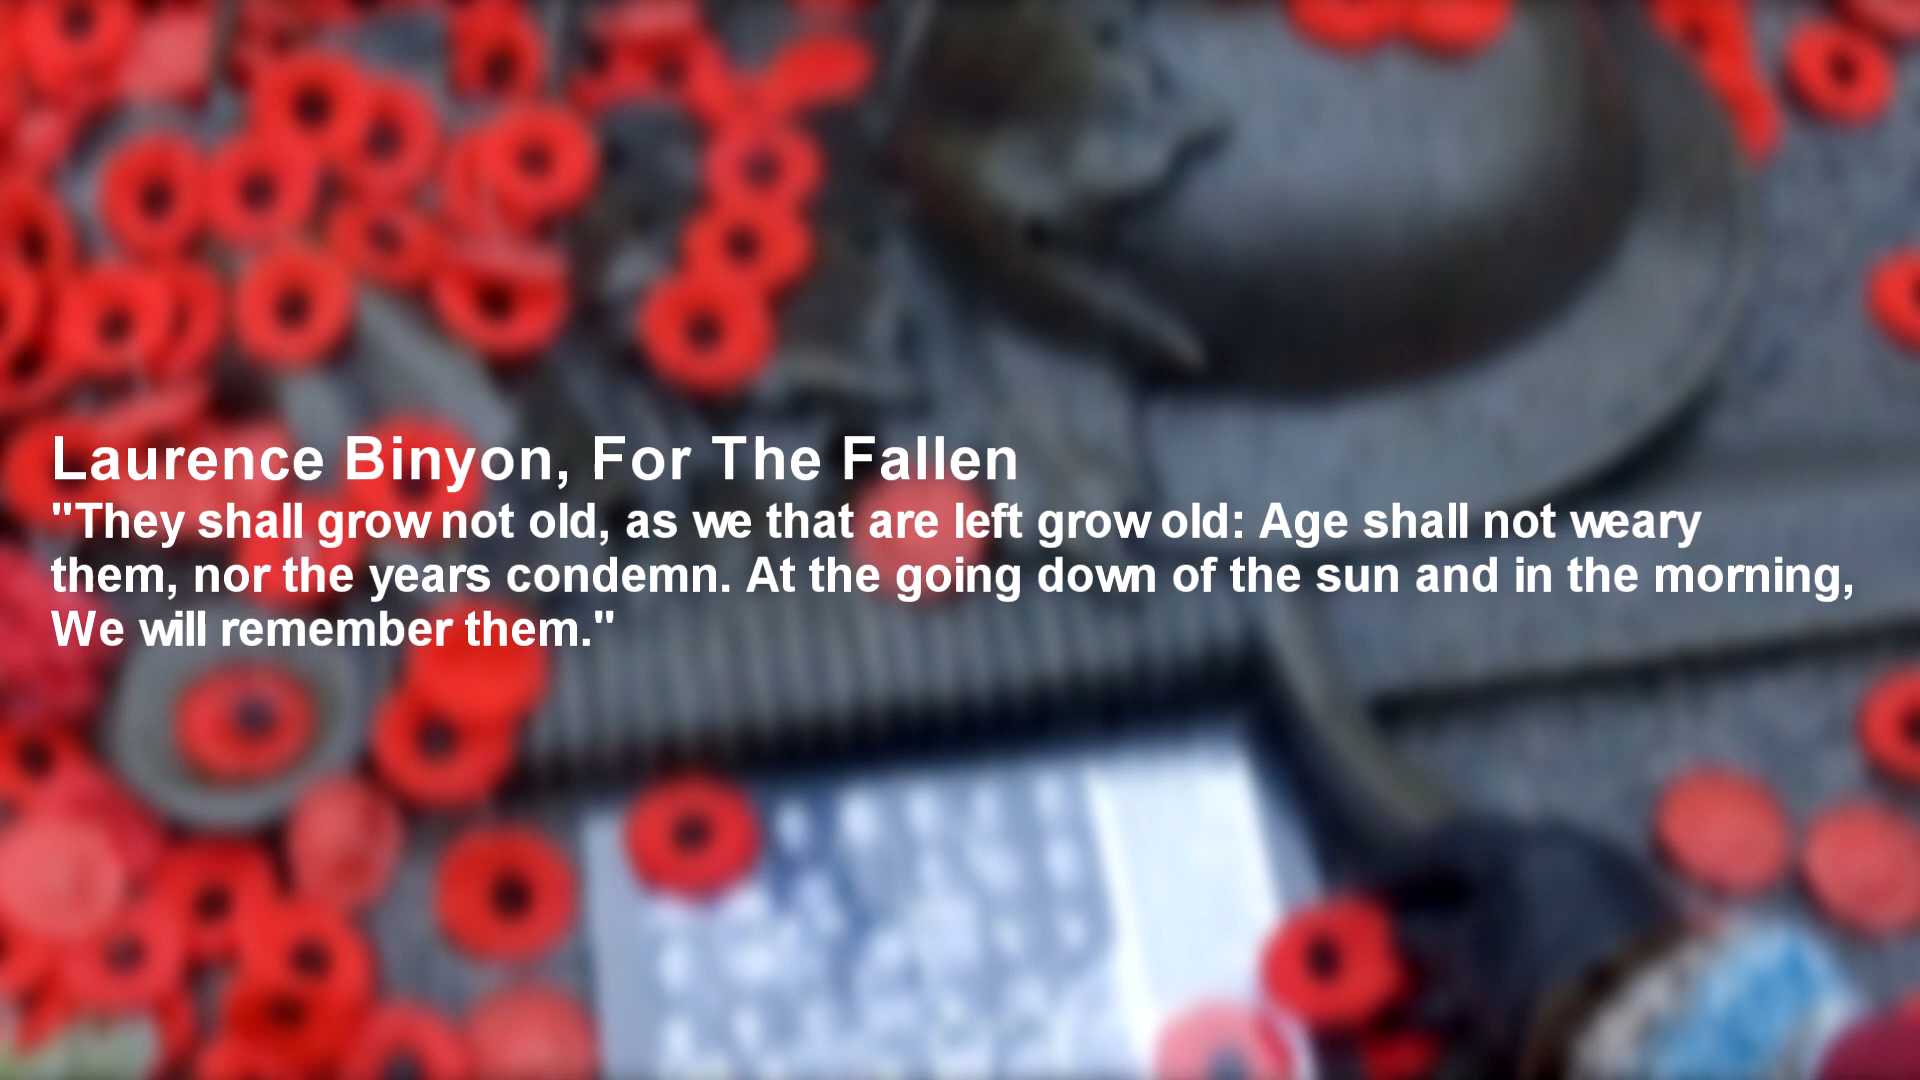 Laurence Binyon, For The Fallen
"They shall grow not old, as we that are left grow old: Age shall not weary
them, nor the years condemn. At the going down of the sun and in the morning,
We will remember them."